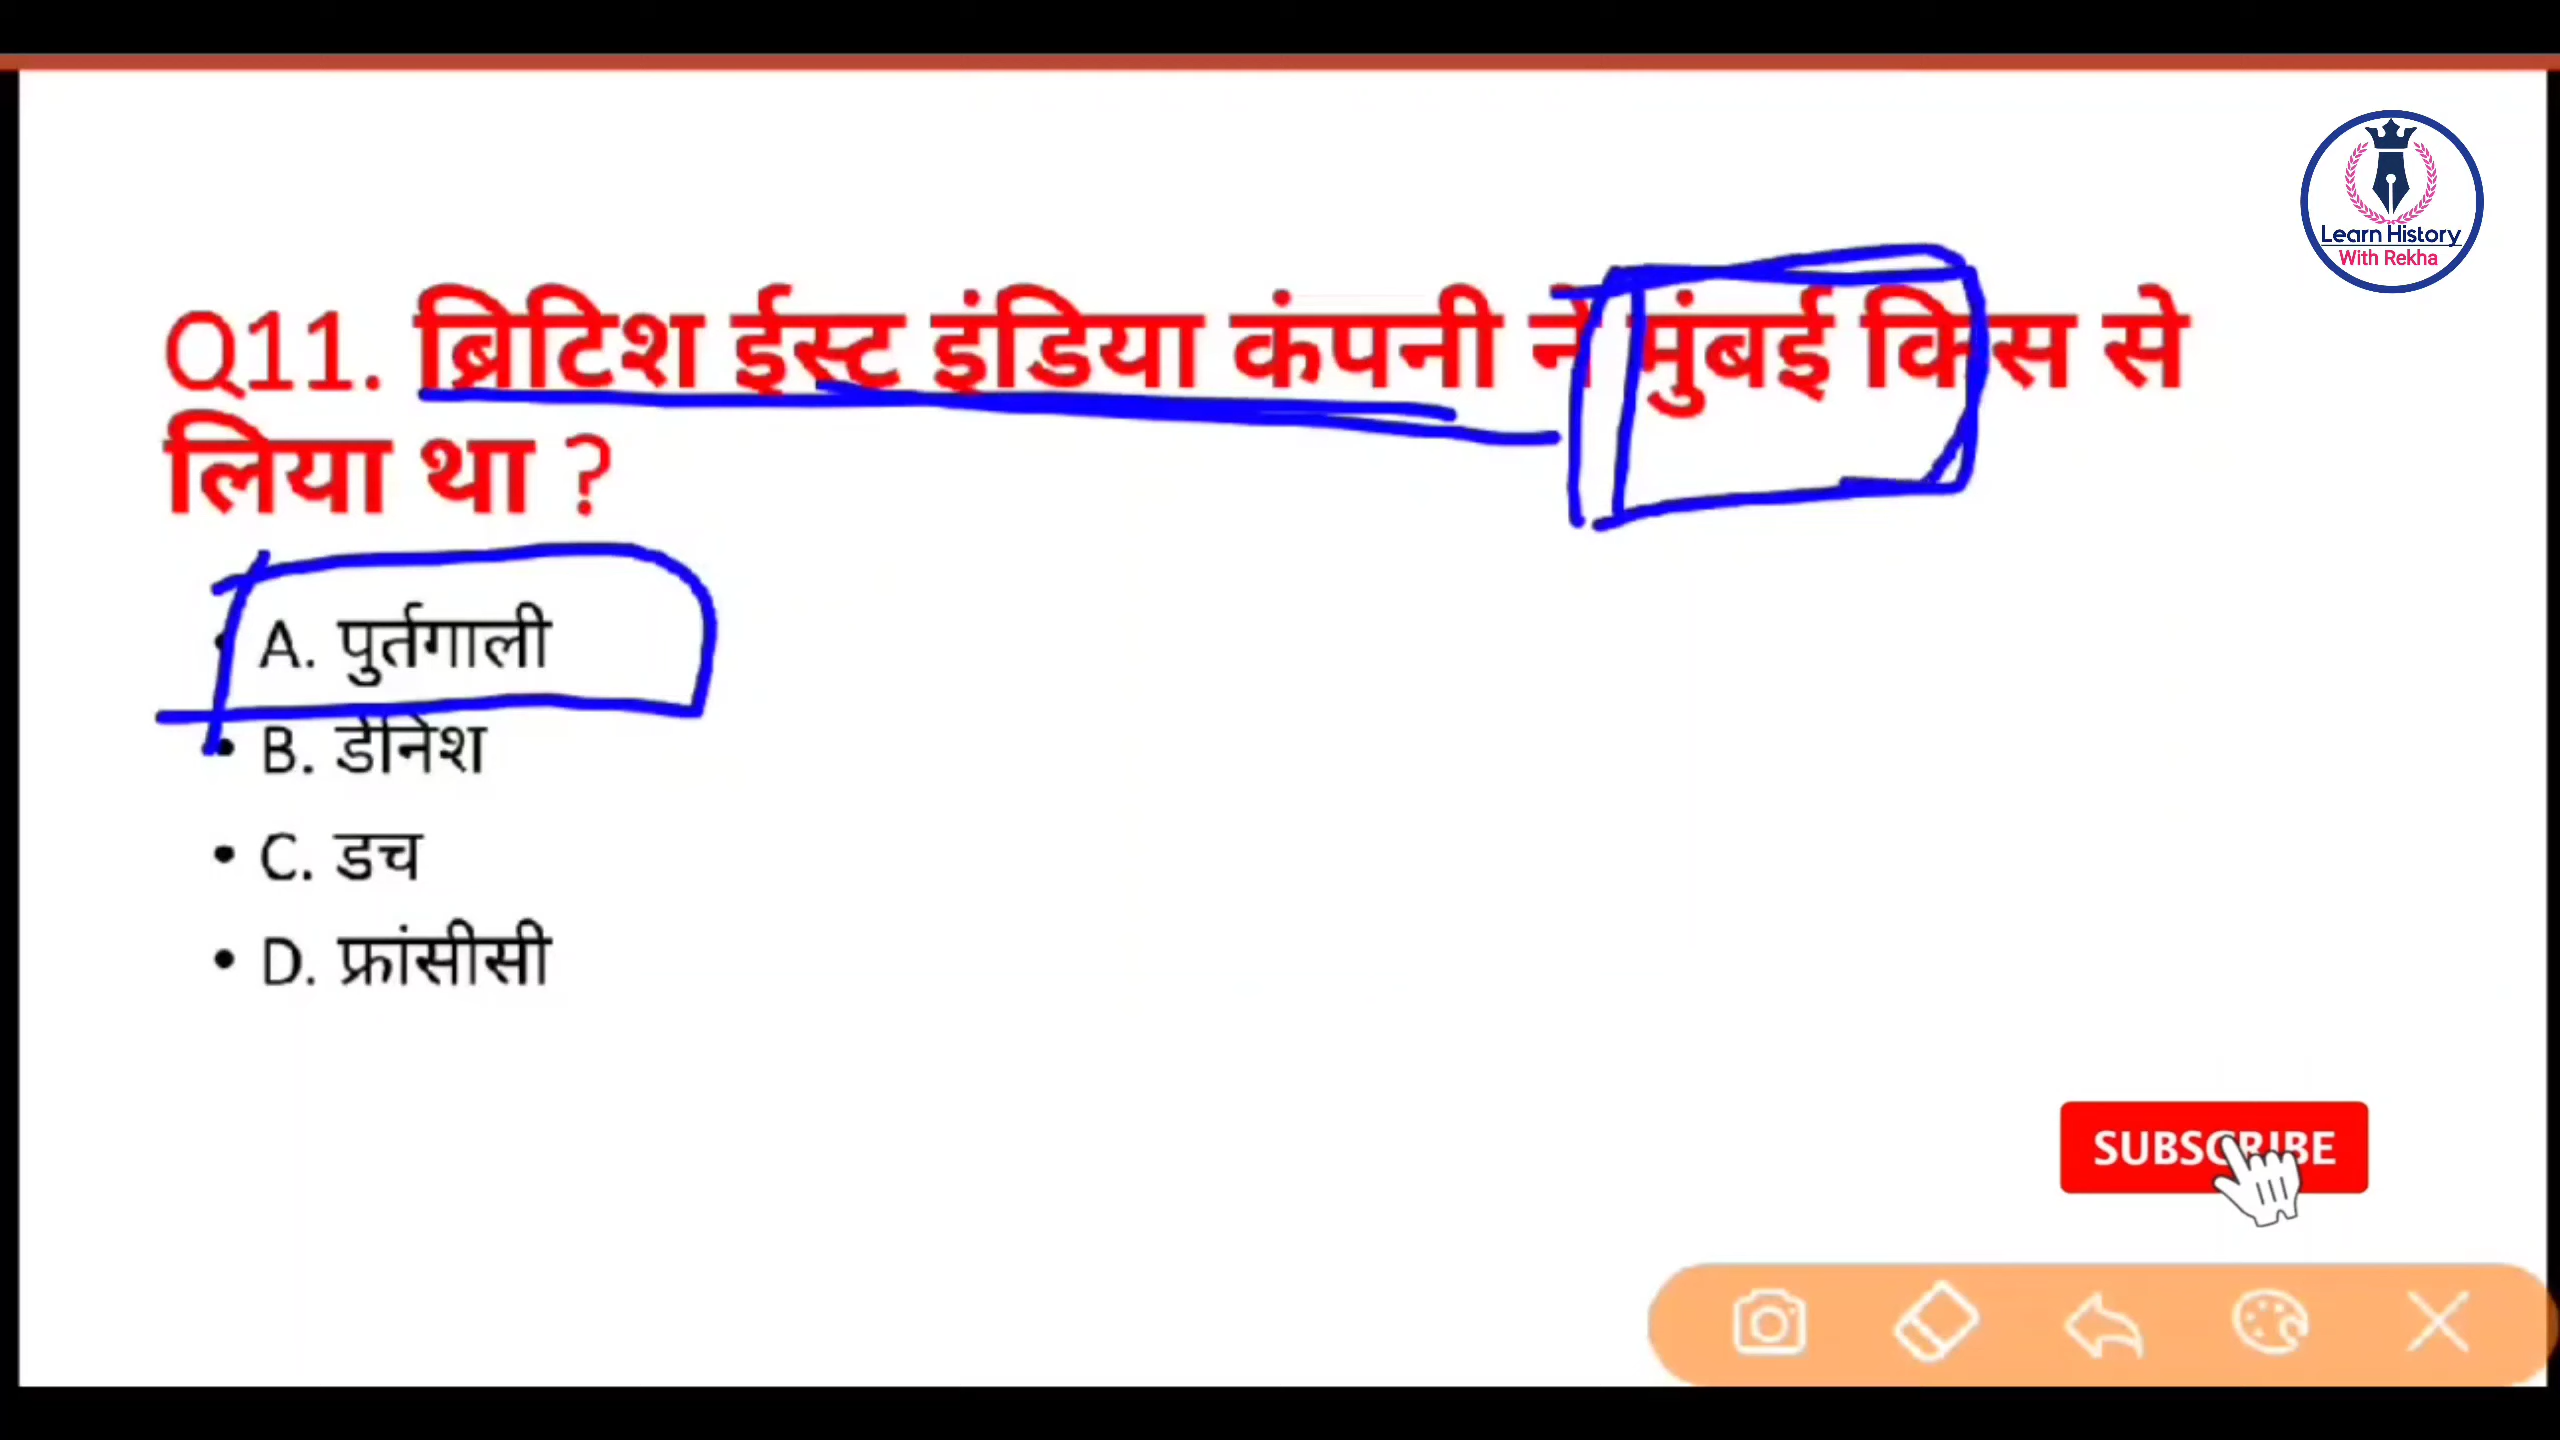 Learn History
With Rekha
Q11. ब्रिटिश ईस्ट इंडिया कंपनी ने मुंबई किस से
लिया था ?
• A. पुर्तगाली
• B. डेनिश
• C. डच
• D. फ्रांसीसी
SUBSCRIBE